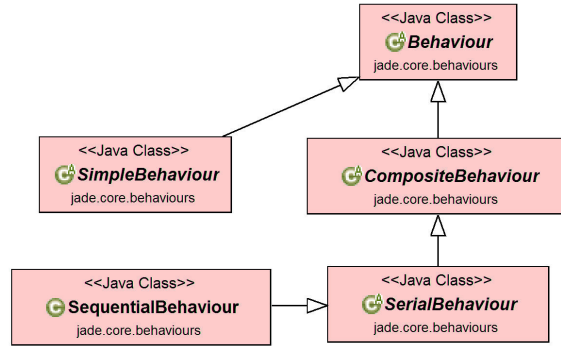 <<Java Class>>
Behaviour
jade.core.behaviours
<<Java Class>>
SimpleBehaviour
jade.core.behaviours
<<Java Class>>
CompositeBehaviour
jade.core.behaviours
<<Java Class>>
SequentialBehaviour
jade.core.behaviours
<<Java Class>>
SerialBehaviour
jade.core.behaviours